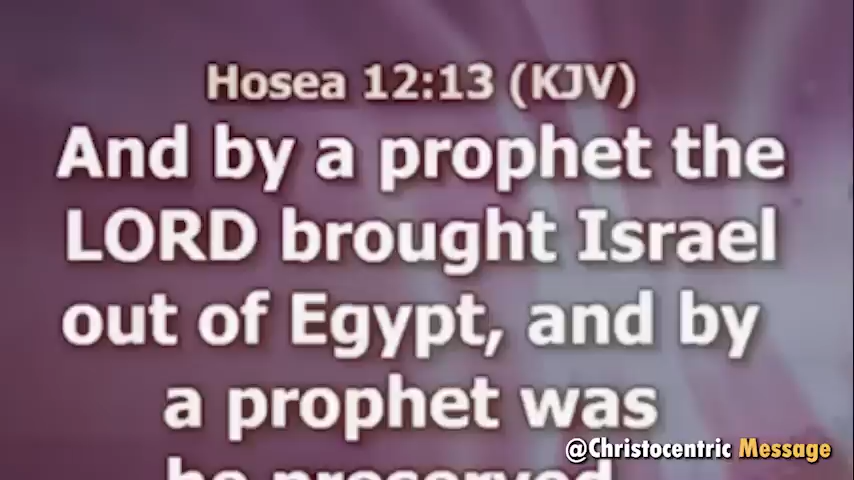 Hosea 12:13 (KJV)
And by a prophet the
LORD brought Israel
out of Egypt, and by
a prophet was
he preserved
@Christocentric Message